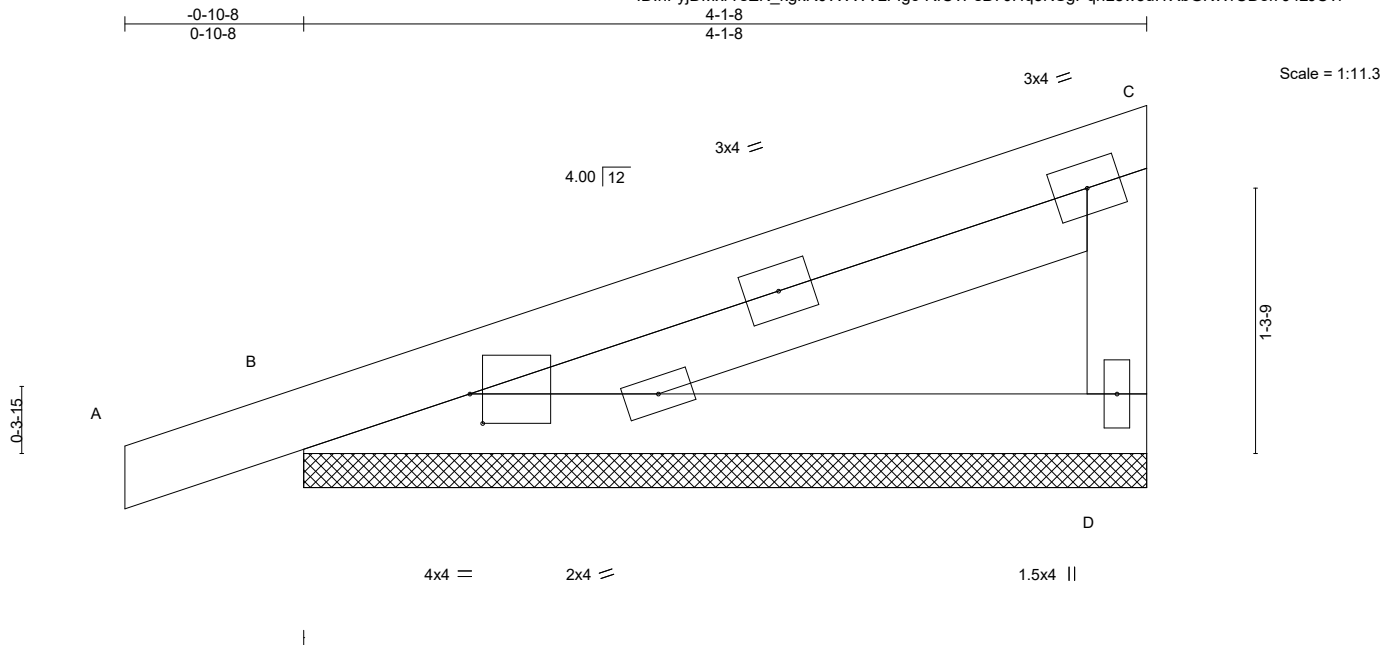 -0-10-8 4-1-8
0-10-8 4-1-8
Scale = 1:11.3
3x4
C
3x4
4.00 12
B
A
0-3-15
1-3-9
D
4x4 2x4 1.5x4